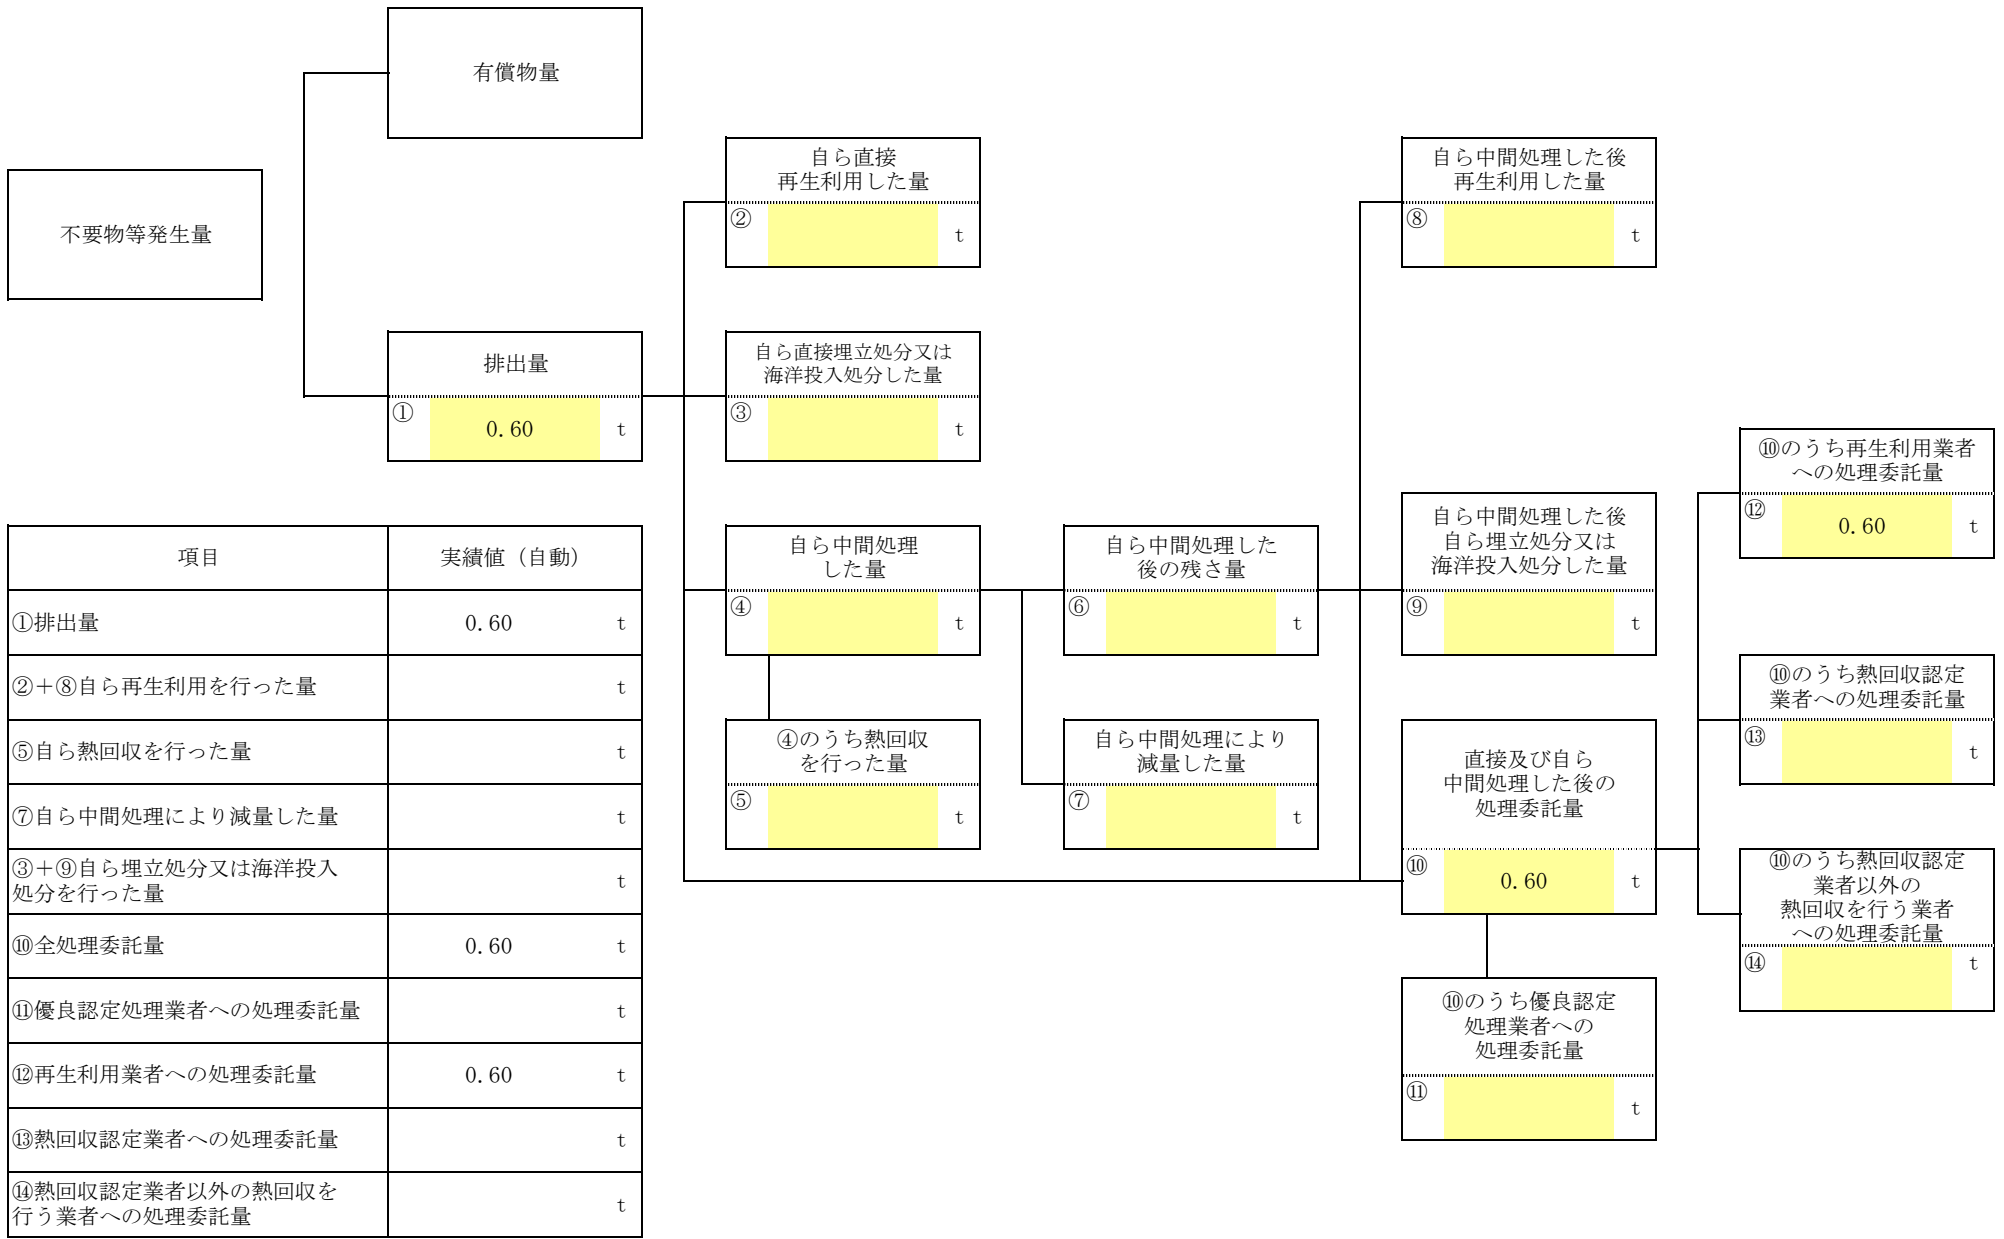 有償物量
不要物等発生量
排出量
①
0.60
t
自ら直接
再生利用した量
②
t
自ら直接埋立処分又は
海洋投入処分した量
③
t
自ら中間処理
した量
④
t
④のうち熱回収
を行った量
⑤
t
自ら中間処理した
後の残さ量
⑥
t
自ら中間処理により
減量した量
⑦
t
自ら中間処理した後
再生利用した量
⑧
t
自ら中間処理した後
自ら埋立処分又は
海洋投入処分した量
⑨
t
直接及び自ら
中間処理した後の
処理委託量
⑩
0.60
t
⑩のうち優良認定
処理業者への
処理委託量
⑪
t
⑩のうち再生利用業者
への処理委託量
⑫
0.60
t
⑩のうち熱回収認定
業者への処理委託量
⑬
t
⑩のうち熱回収認定
業者以外の
熱回収を行う業者
への処理委託量
⑭
t
項目
実績値（自動）
①排出量
0.60
t
②＋⑧自ら再生利用を行った量
t
⑤自ら熱回収を行った量
t
⑦自ら中間処理により減量した量
t
③＋⑨自ら埋立処分又は海洋投入
処分を行った量
t
⑩全処理委託量
0.60
t
⑪優良認定処理業者への処理委託量
t
⑫再生利用業者への処理委託量
0.60
t
⑬熱回収認定業者への処理委託量
t
⑭熱回収認定業者以外の熱回収を
行う業者への処理委託量
t